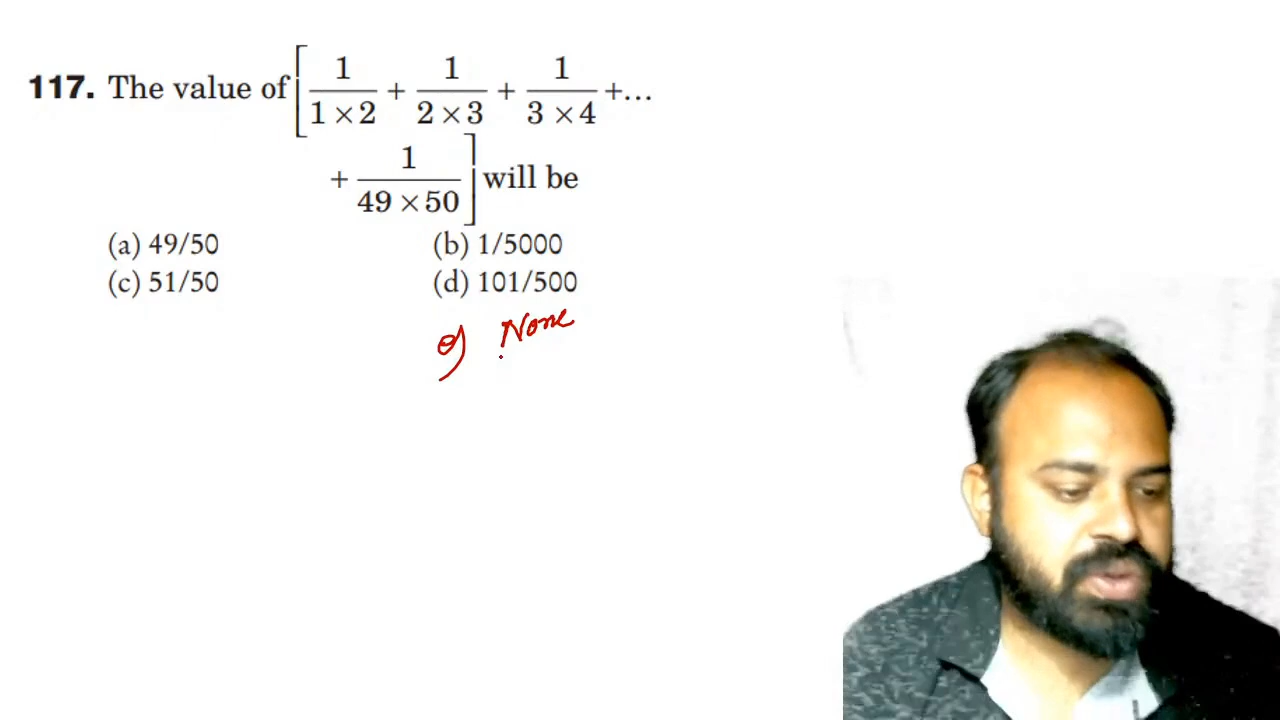 117. The value of [ 1/(1 × 2) + 1/(2 × 3) + 1/(3 × 4) +...
+ 1/(49 × 50) ] will be
(a) 49/50 (b) 1/5000
(c) 51/50 (d) 101/500
e) None